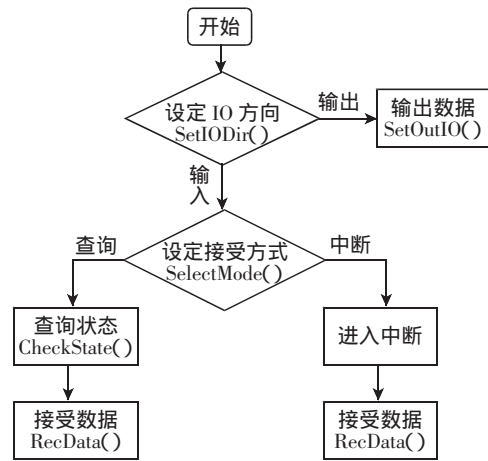 开始
设定 IO 方向
SetIODir()
输出
输出数据
SetOutIO()
输
入
查询
设定接受方式
SelectMode()
中断
查询状态
CheckState()
进入中断
接受数据
RecData()
接受数据
RecData()